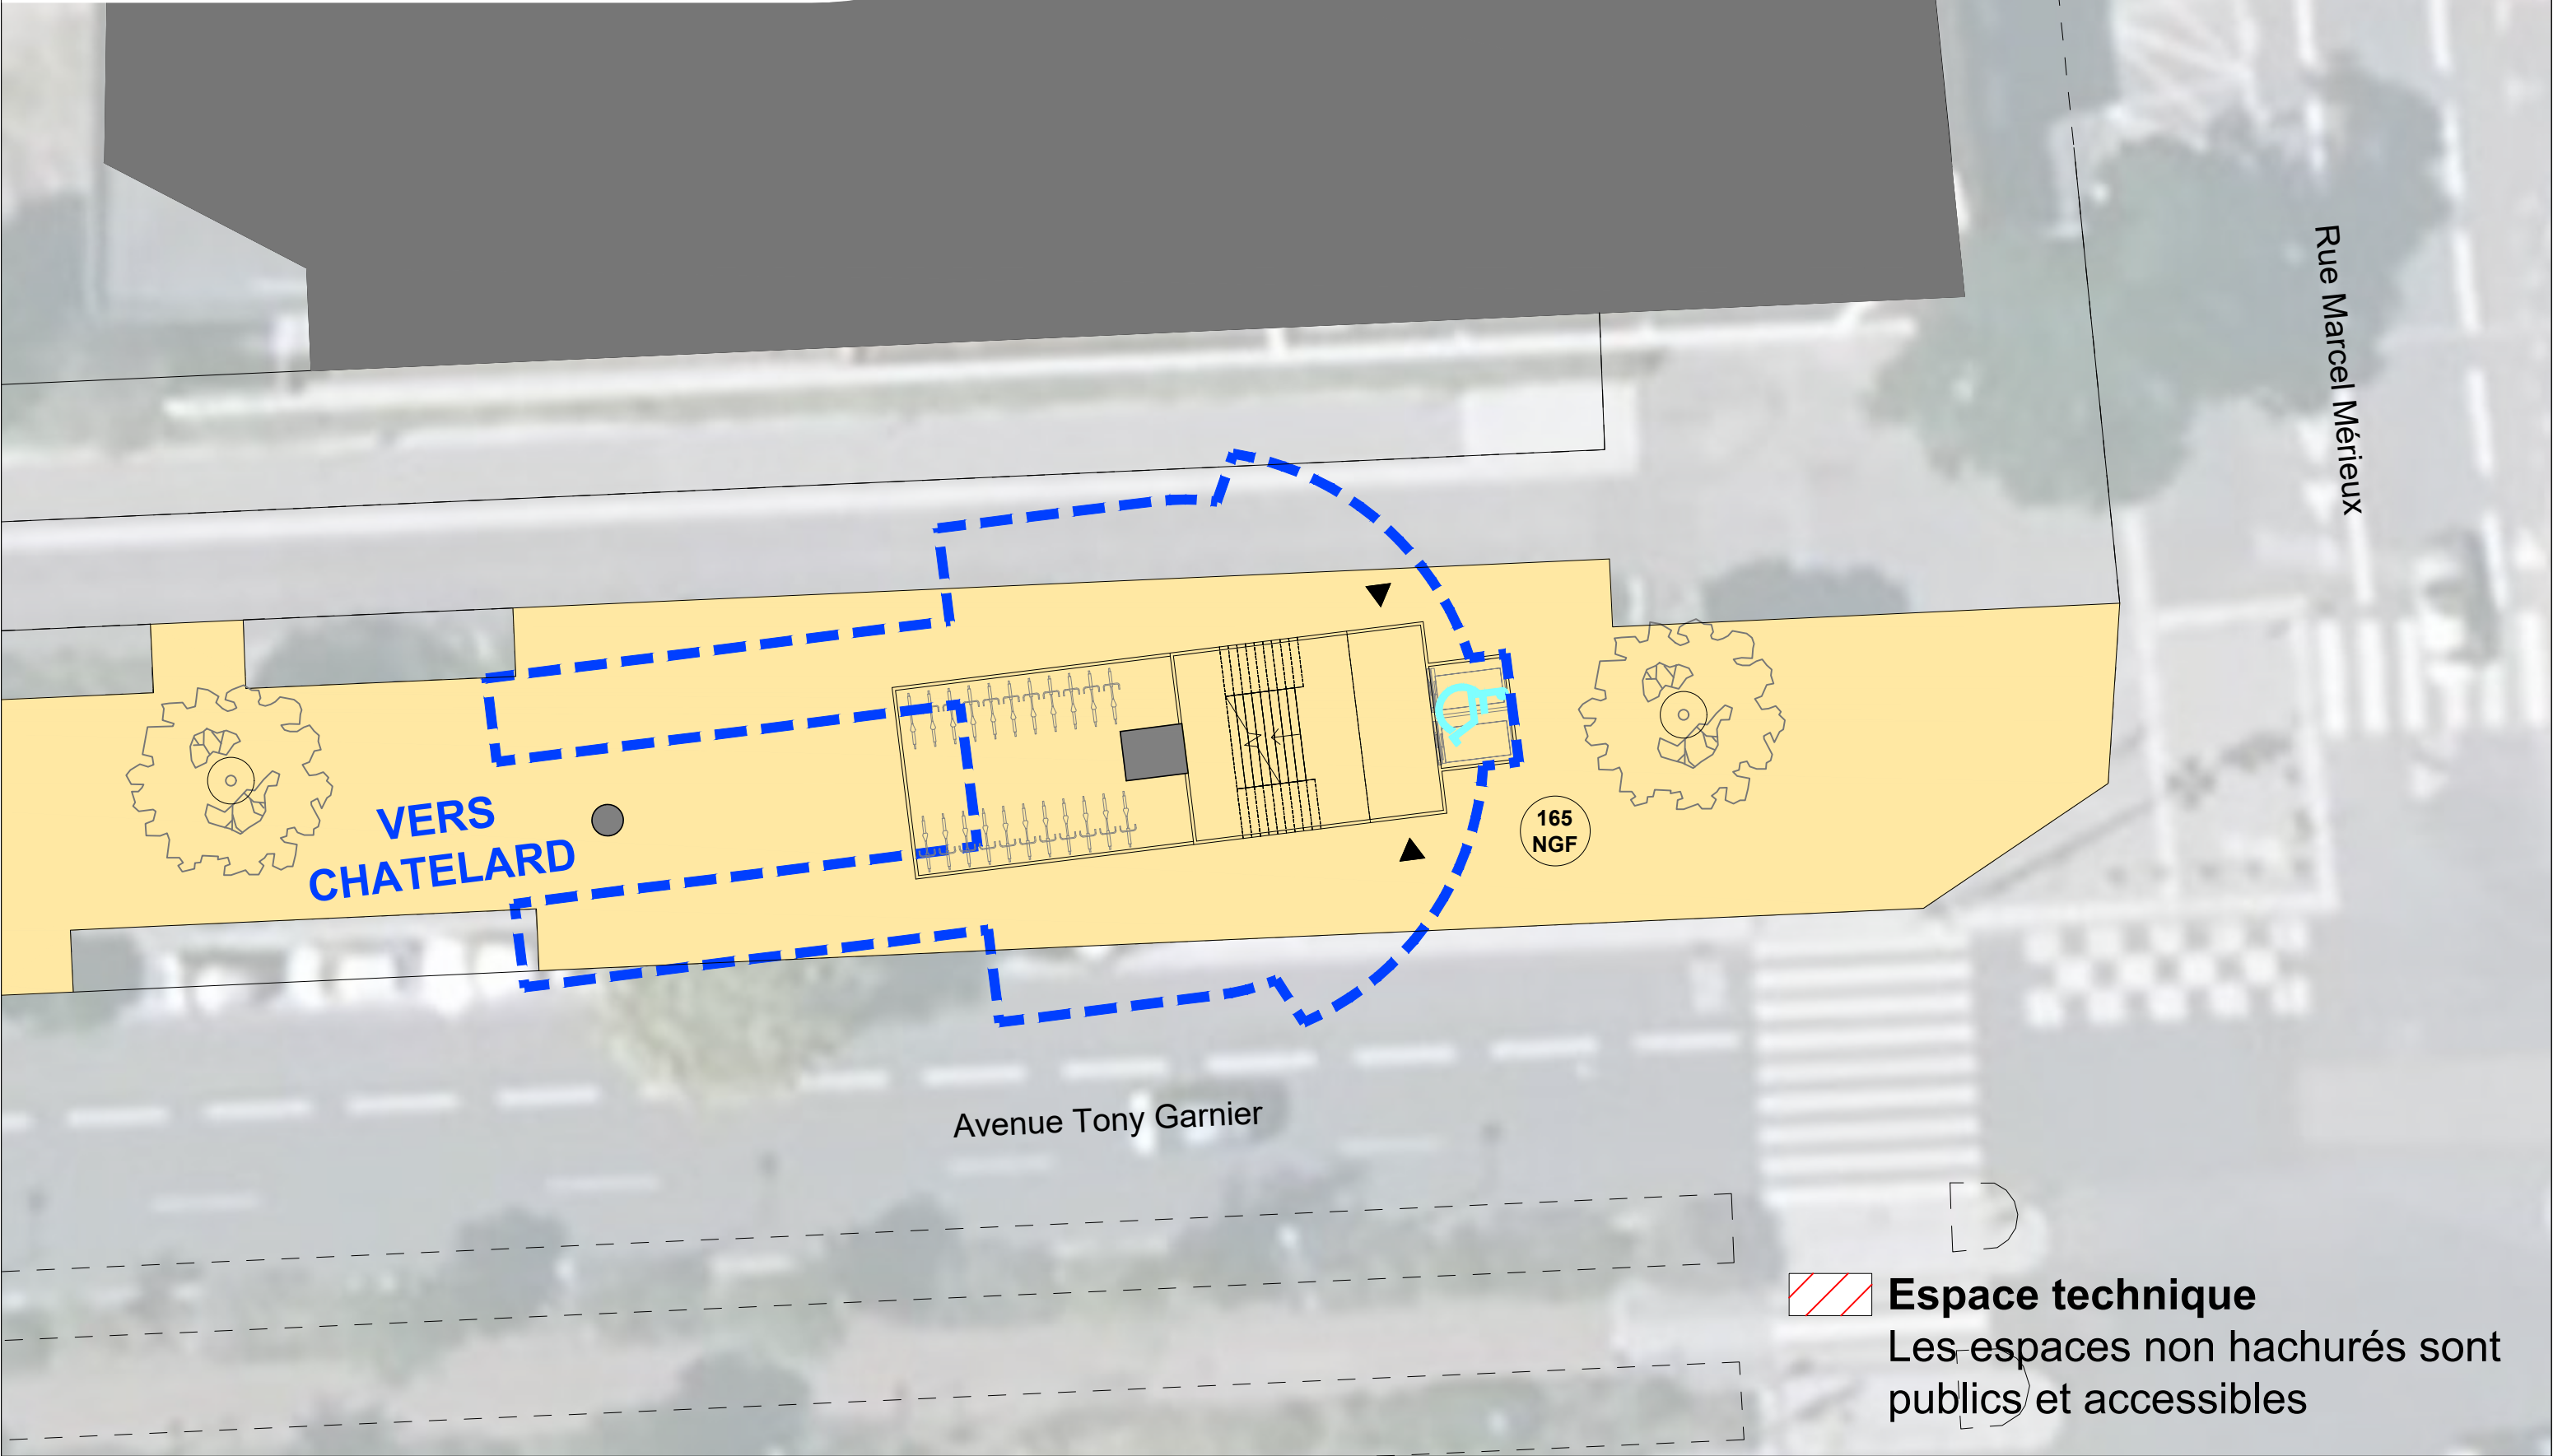 Rue Marcel Mérieux
VERS
CHATELARD
165
NGF
Avenue Tony Garnier
Espace technique
Les espaces non hachurés sont
publics et accessibles